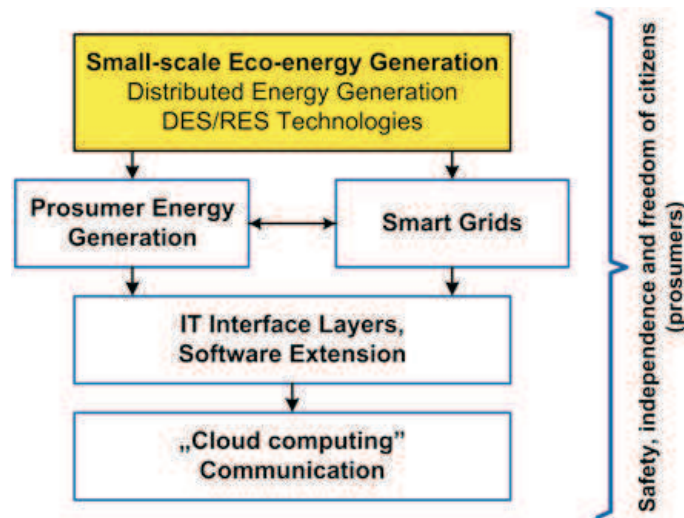 Small-scale Eco-energy Generation
Distributed Energy Generation
DES/RES Technologies
Prosumer Energy
Generation
Smart Grids
IT Interface Layers,
Software Extension
„Cloud computing”
Communication
Safety, independence and freedom of citizens
(prosumers)